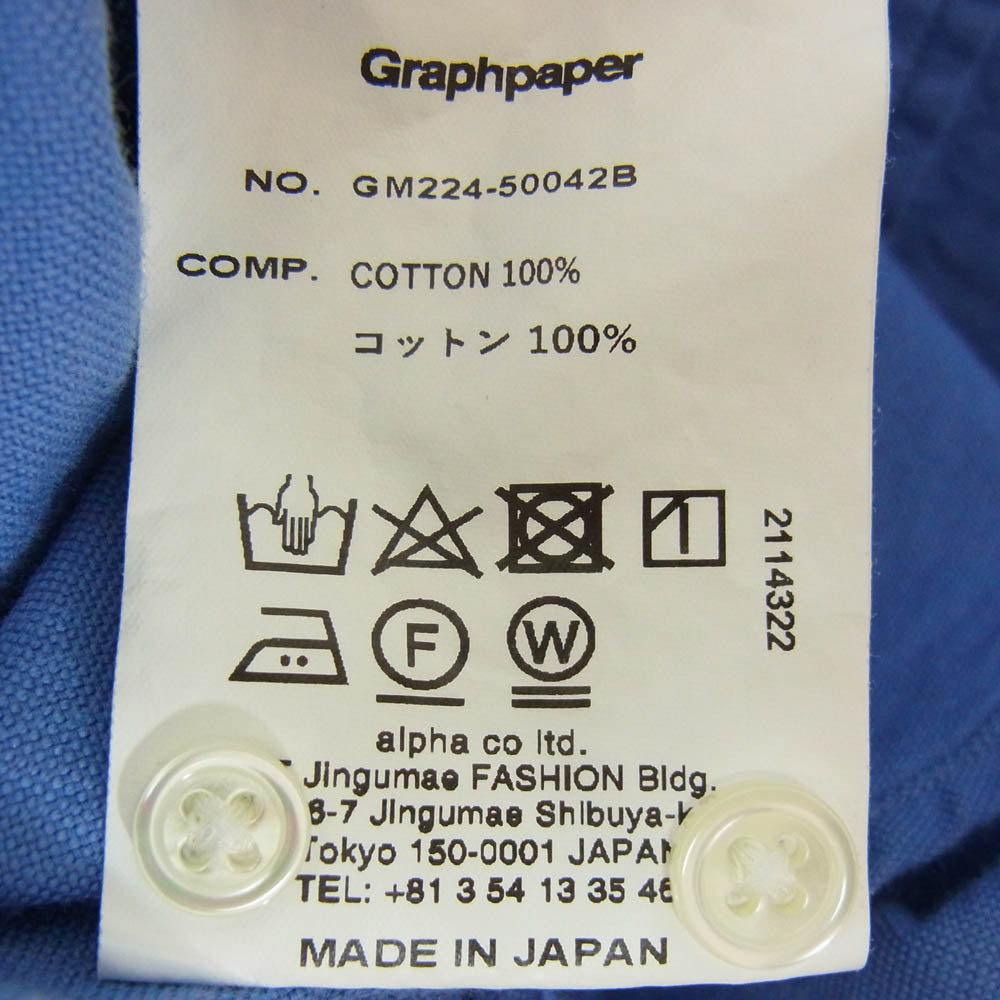 Graphpaper
NO. GM224-50042B
COMP. COTTON 100%
コットン 100%
2114322
F W
alpha co ltd.
Jingumae FASHION Bldg.
6-7 Jingumae Shibuya-k
Tokyo 150-0001 JAPAN
TEL: +81 3 54 13 35 46
MADE IN JAPAN